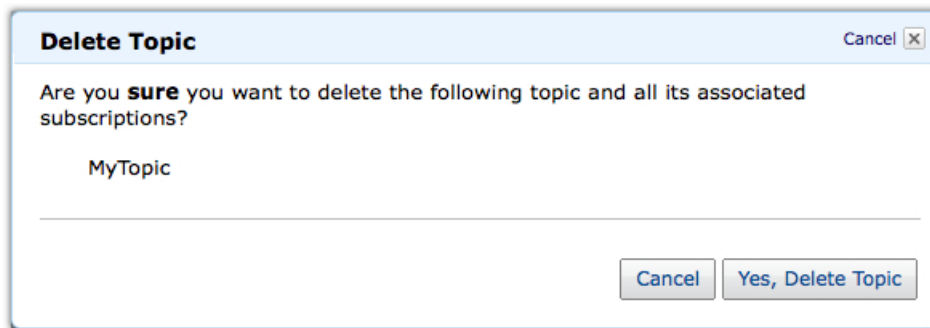 Delete Topic
Cancel
Are you sure you want to delete the following topic and all its associated
subscriptions?
MyTopic
Cancel
Yes, Delete Topic